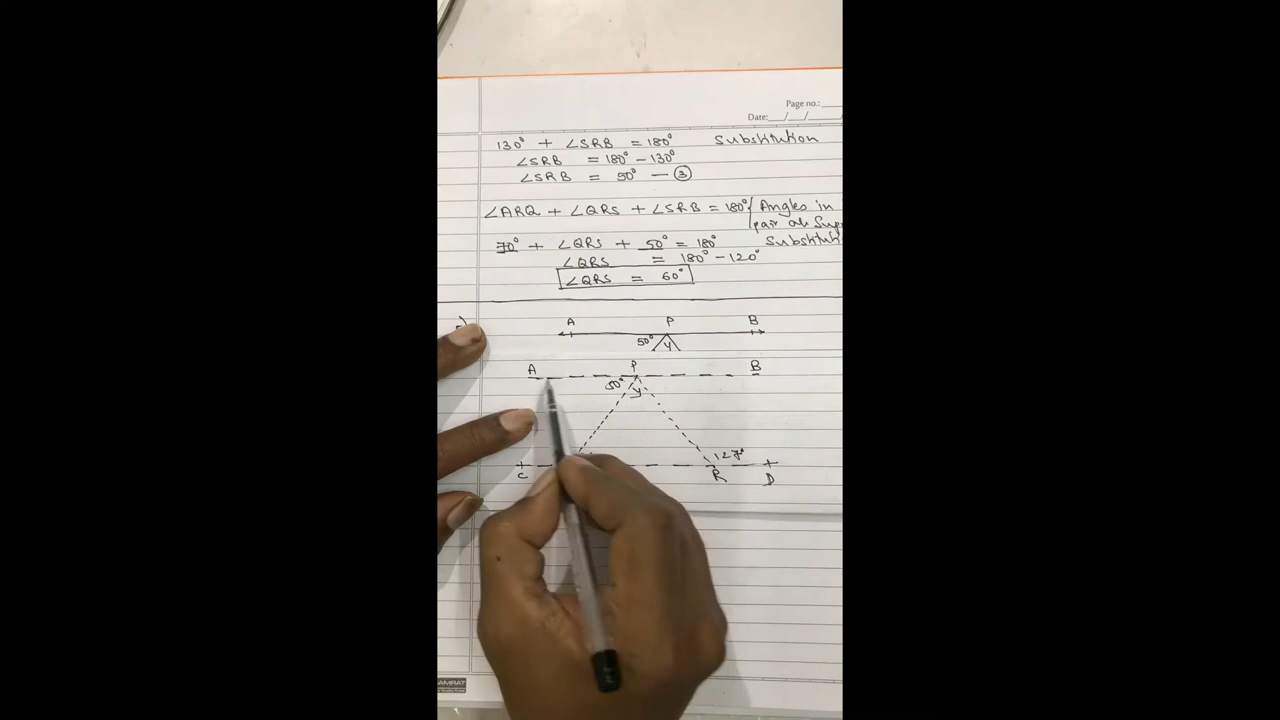 Page no.:
Date: / /
130° + ∠SRB = 180° Substitution
∠SRB = 180° - 130°
∠SRB = 50° — ③
∠ARQ + ∠QRS + ∠SRB = 180° { Angles in
pair
70° + ∠QRS + 50° = 180°
∠QRS = 180° - 120°
∠QRS = 60°
A P B
50° y
A P B
50° y
127°
C R D